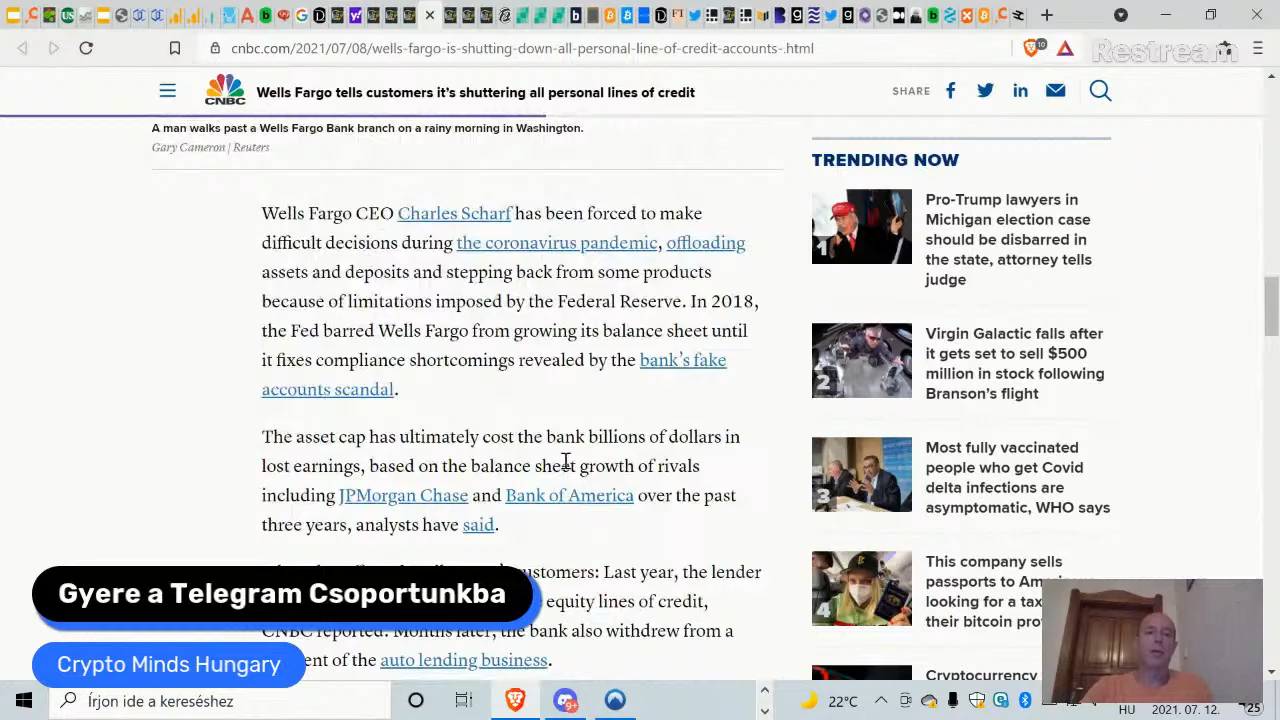 cnbc.com/2021/07/08/wells-fargo-is-shutting-down-all-personal-line-of-credit-accounts-.html
10
Restream
CNBC
Wells Fargo tells customers it’s shuttering all personal lines of credit
SHARE
A man walks past a Wells Fargo Bank branch on a rainy morning in Washington.
Gary Cameron | Reuters
Wells Fargo CEO Charles Scharf has been forced to make
difficult decisions during the coronavirus pandemic, offloading
assets and deposits and stepping back from some products
because of limitations imposed by the Federal Reserve. In 2018,
the Fed barred Wells Fargo from growing its balance sheet until
it fixes compliance shortcomings revealed by the bank’s fake
accounts scandal.
The asset cap has ultimately cost the bank billions of dollars in
lost earnings, based on the balance sheet growth of rivals
including JPMorgan Chase and Bank of America over the past
three years, analysts have said.
customers: Last year, the lender
equity lines of credit,
CNBC reported. Months later, the bank also withdrew from a
ent of the auto lending business.
TRENDING NOW
1
Pro-Trump lawyers in
Michigan election case
should be disbarred in
the state, attorney tells
judge
2
Virgin Galactic falls after
it gets set to sell $500
million in stock following
Branson’s flight
3
Most fully vaccinated
people who get Covid
delta infections are
asymptomatic, WHO says
4
This company sells
passports to
looking for a tax
their bitcoin
Cryptocurrency
Gyere a Telegram Csoportunkba
Crypto Minds Hungary
Írjon ide a kereséshez
9+
22°C
HU
2021. 07. 12.
25